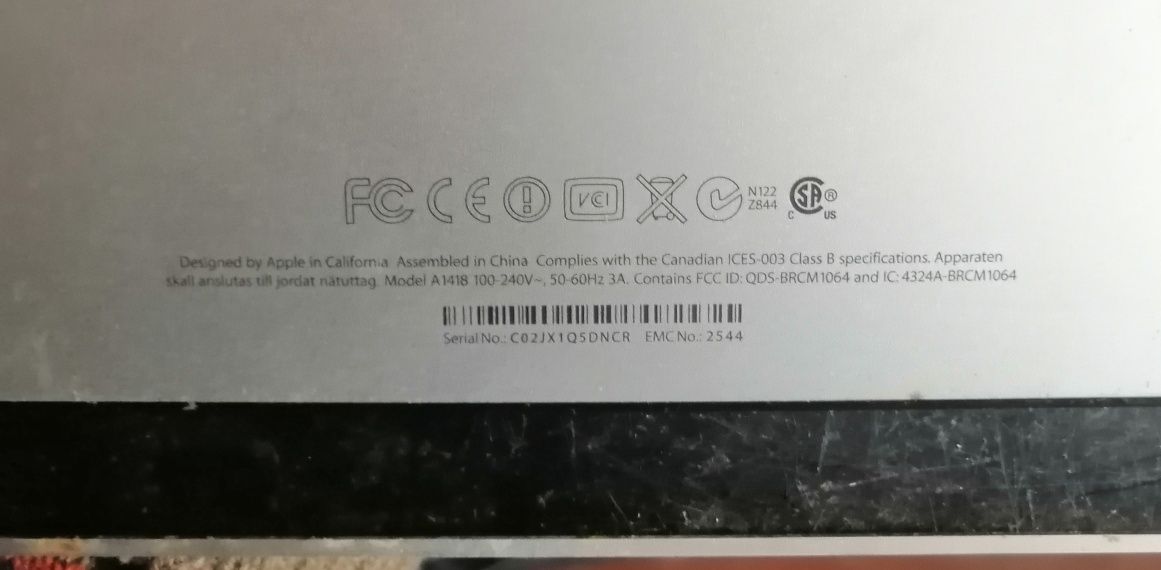 FC CE VCI N122
Z844
C SA ® US
Designed by Apple in California Assembled in China Complies with the Canadian ICES-003 Class B specifications. Apparaten
skall anslutas till jordat nätuttag. Model A1418 100-240V~, 50-60Hz 3A. Contains FCC ID: QDS-BRCM1064 and IC: 4324A-BRCM1064
Serial No.: C02JX1Q5DNCR EMC No.: 2544